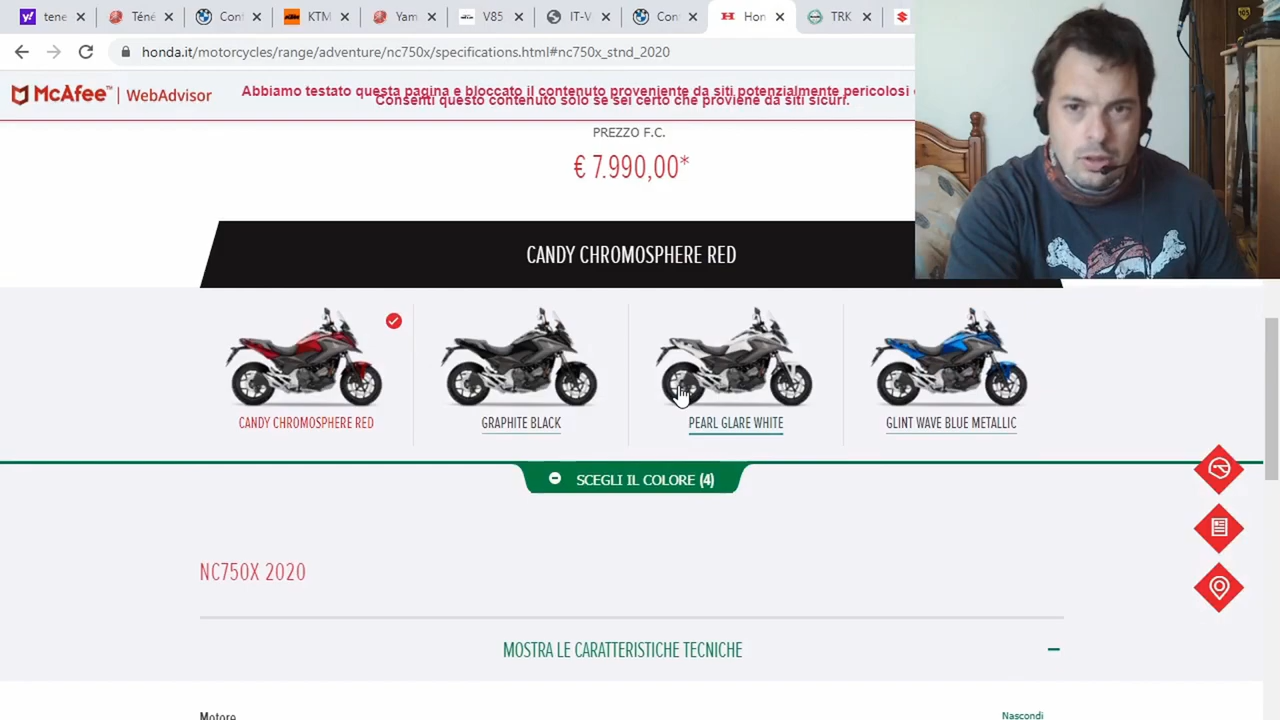 tene
Téné
Con
KTM
Yam
V85
IT-V
Con
Hon
TRK
honda.it/motorcycles/range/adventure/nc750x/specifications.html#nc750x_stnd_2020
McAfee™ | WebAdvisor
Abbiamo testato questa pagina e bloccato il contenuto proveniente da siti potenzialmente pericolosi
Consenti questo contenuto solo se sei certo che proviene da siti sicuri.
PREZZO F.C.
€ 7.990,00*
CANDY CHROMOSPHERE RED
CANDY CHROMOSPHERE RED
GRAPHITE BLACK
PEARL GLARE WHITE
GLINT WAVE BLUE METALLIC
SCEGLI IL COLORE (4)
NC750X 2020
MOSTRA LE CARATTERISTICHE TECNICHE
Motore
Nascondi